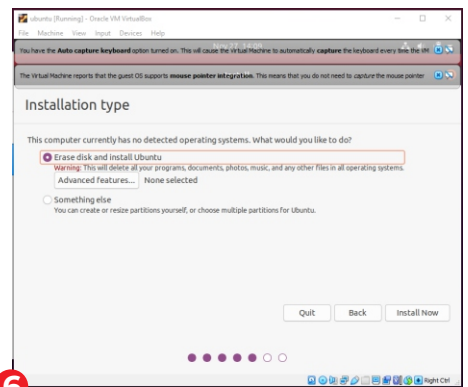 ubuntu [Running] - Oracle VM VirtualBox
File Machine View Input Devices Help
Nov 27 14:08
You have the Auto capture keyboard option turned on. This will cause the Virtual Machine to automatically capture the keyboard every time the VM
The Virtual Machine reports that the guest OS supports mouse pointer integration. This means that you do not need to capture the mouse pointer
Installation type
This computer currently has no detected operating systems. What would you like to do?
Erase disk and install Ubuntu
Warning: This will delete all your programs, documents, photos, music, and any other files in all operating systems.
Advanced features... None selected
Something else
You can create or resize partitions yourself, or choose multiple partitions for Ubuntu.
Quit Back Install Now
6
Right Ctrl